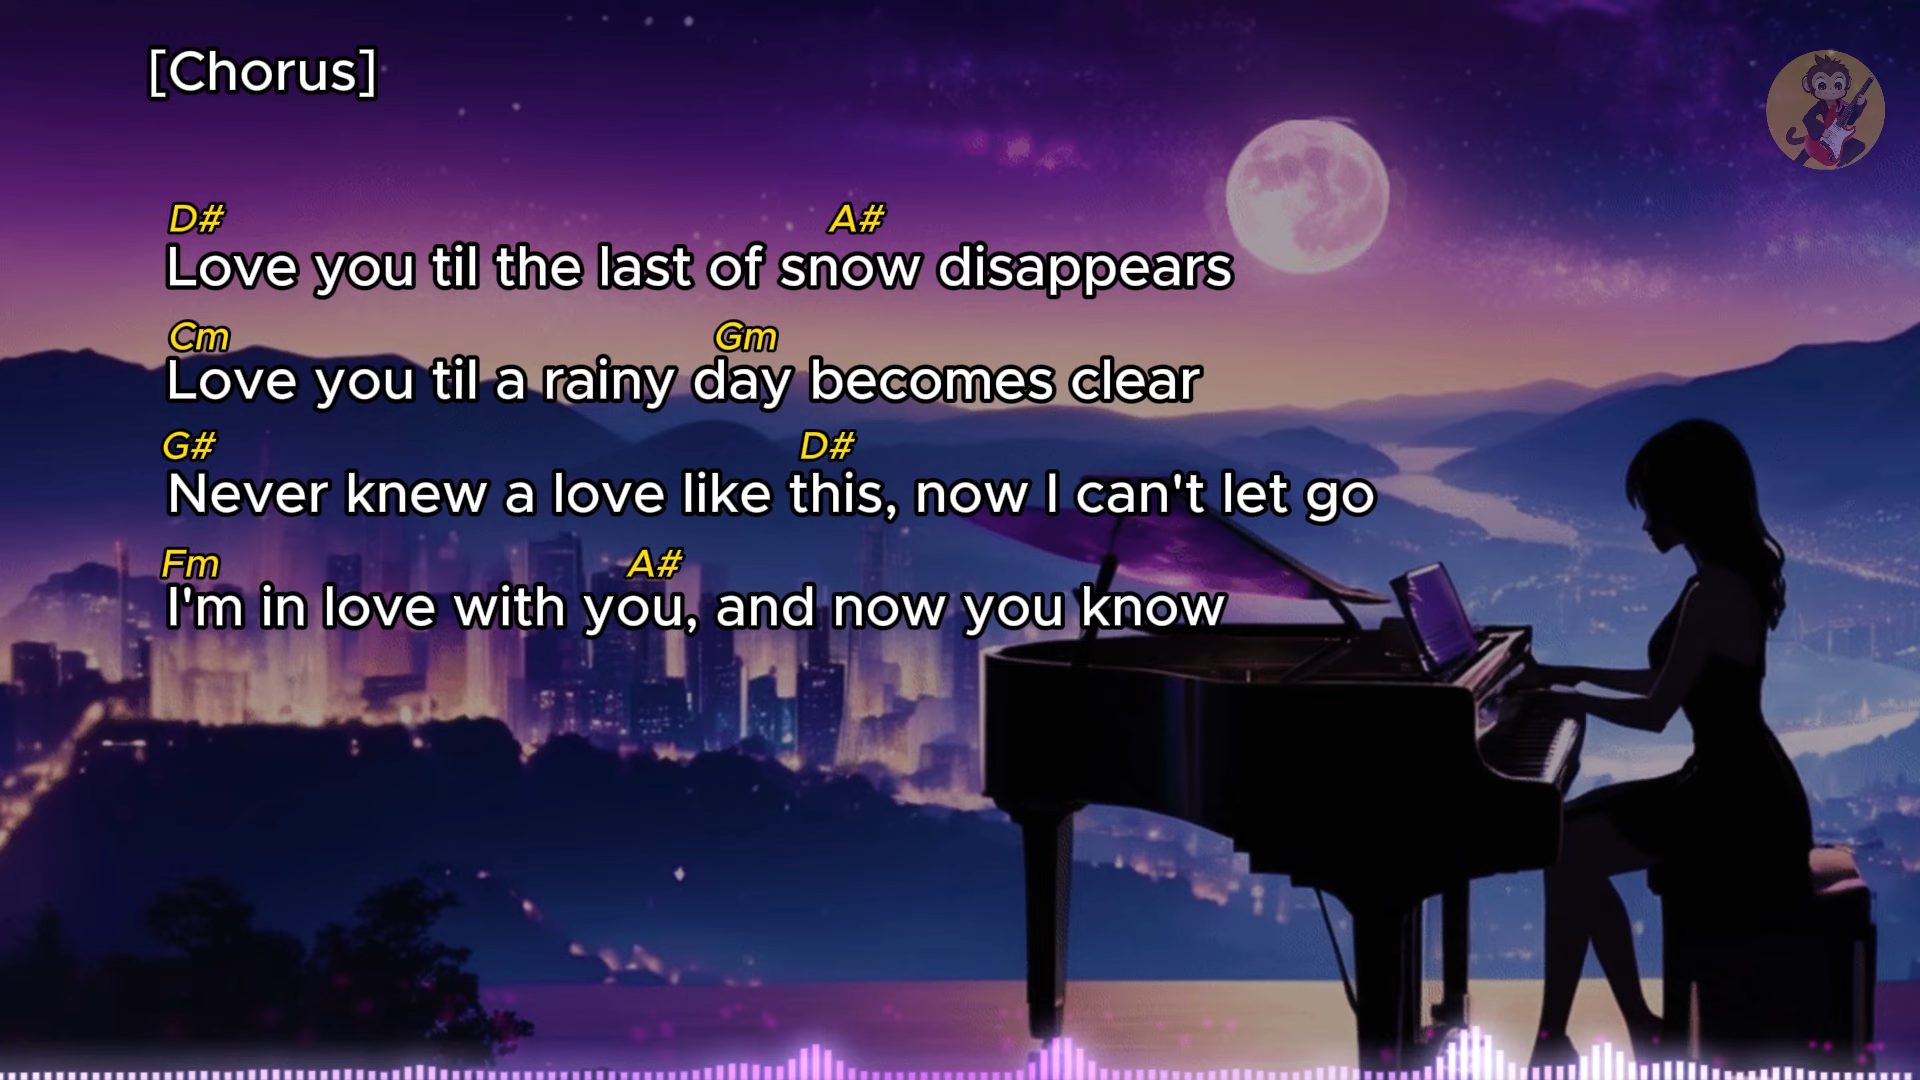 [Chorus]
D# A#
Love you til the last of snow disappears
Cm Gm
Love you til a rainy day becomes clear
G# D#
Never knew a love like this, now I can't let go
Fm A#
I'm in love with you, and now you know